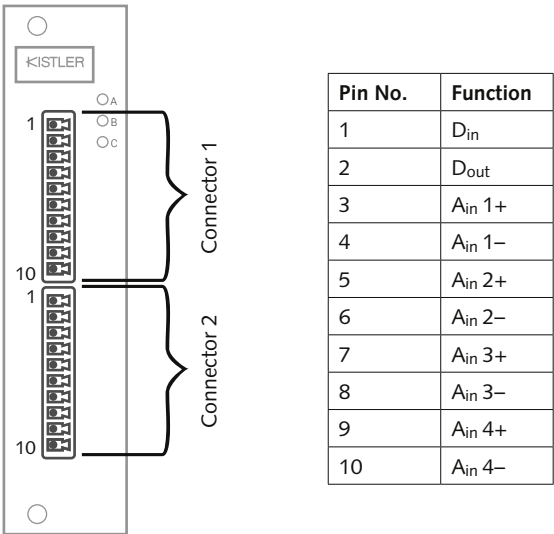 KISTLER
A
B
C
1
10
Connector 1
1
10
Connector 2
Pin No. Function
1 Din
2 Dout
3 Ain 1+
4 Ain 1–
5 Ain 2+
6 Ain 2–
7 Ain 3+
8 Ain 3–
9 Ain 4+
10 Ain 4–